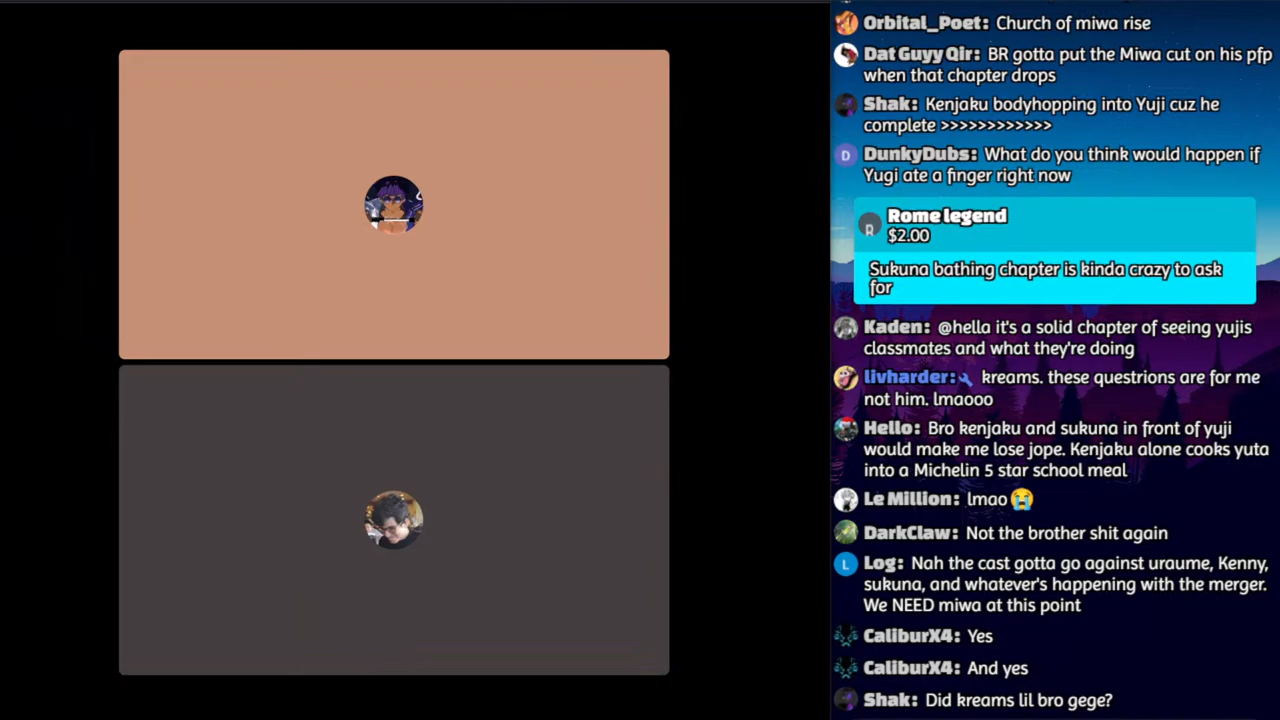 Orbital_Poet: Church of miwa rise
Dat Guyy Qir: BR gotta put the Miwa cut on his pfp
when that chapter drops
Shak: Kenjaku bodyhopping into Yuji cuz he
complete >>>>>>>>>>>>
D DunkyDubs: What do you think would happen if
Yugi ate a finger right now
R Rome legend
$2.00
Sukuna bathing chapter is kinda crazy to ask
for
Kaden: @hella it's a solid chapter of seeing yujis
classmates and what they're doing
livharder: kreams. these questrions are for me
not him. lmaooo
Hello: Bro kenjaku and sukuna in front of yuji
would make me lose jope. Kenjaku alone cooks yuta
into a Michelin 5 star school meal
Le Million: lmao😭
DarkClaw: Not the brother shit again
L Log: Nah the cast gotta go against uraume, Kenny,
sukuna, and whatever's happening with the merger.
We NEED miwa at this point
CaliburX4: Yes
CaliburX4: And yes
Shak: Did kreams lil bro gege?